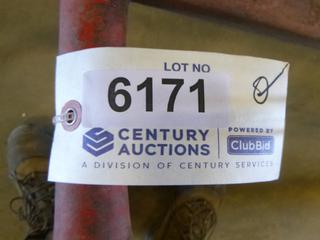 LOT NO
6171
CENTURY
AUCTIONS
POWERED BY
ClubBid
A DIVISION OF CENTURY SERVICES